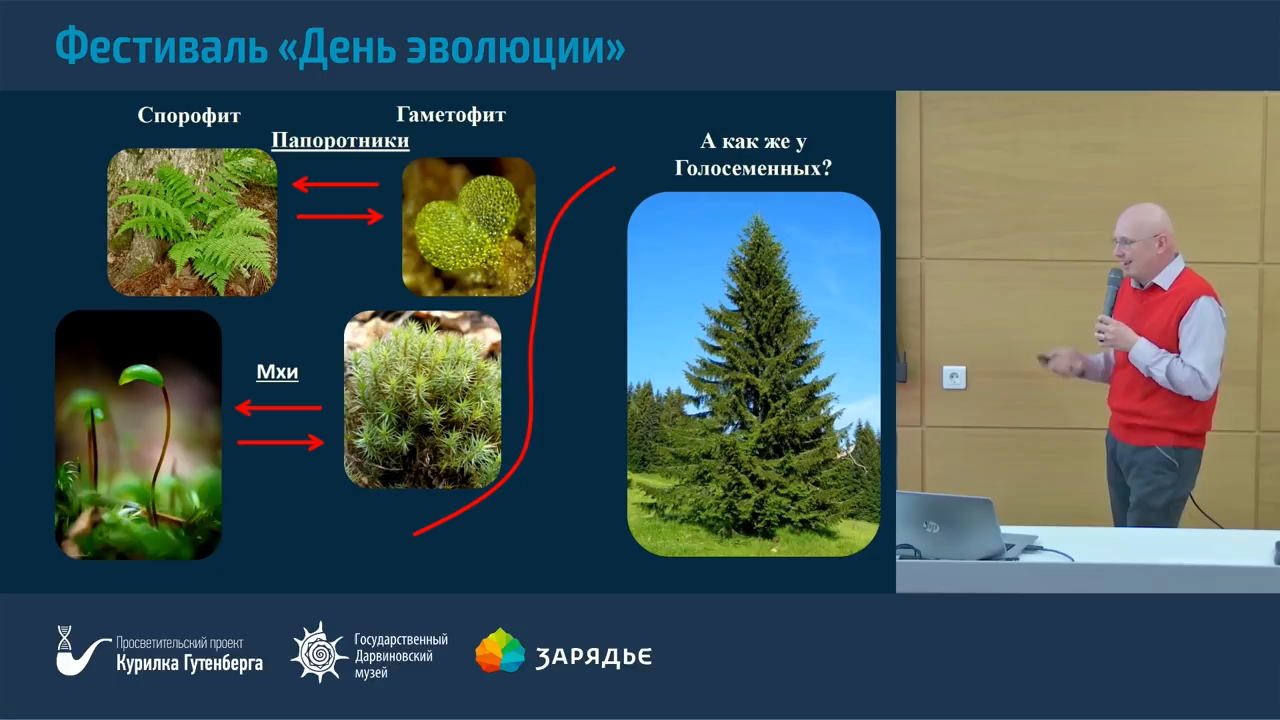 Фестиваль «День эволюции»
Спорофит
Гаметофит
Папоротники
Мхи
А как же у
Голосеменных?
Просветительский проект
Курилка Гутенберга
Государственный
Дарвиновский
музей
ЗАРЯДЬЕ